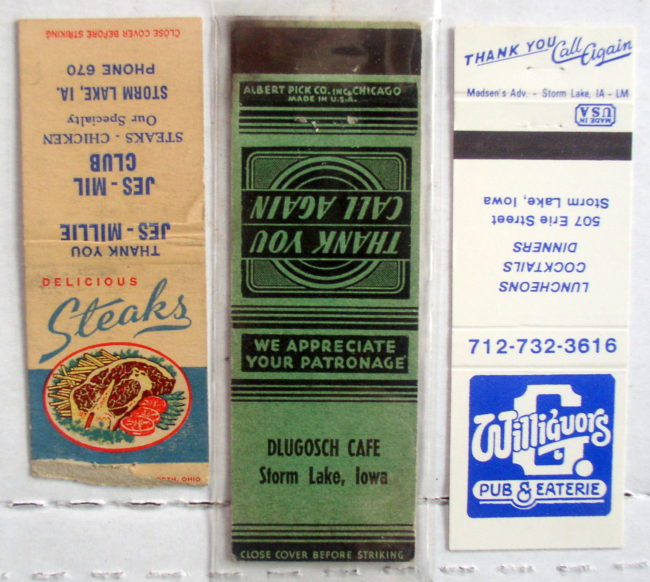 CLOSE COVER BEFORE STRIKING
PHONE 670
STORM LAKE, IA.
Our Specialty
STEAKS - CHICKEN
CLUB
JES - MIL
JES - MILLIE
THANK YOU
DELICIOUS
Steaks
OHIO
ALBERT PICK CO., INC. CHICAGO
MADE IN U.S.A.
THANK YOU
CALL AGAIN
WE APPRECIATE
YOUR PATRONAGE
DLUGOSCH CAFE
Storm Lake, Iowa
CLOSE COVER BEFORE STRIKING
THANK YOU Call Again
Madsen's Adv. - Storm Lake, IA - LM
MADE IN
USA
507 Erie Street
Storm Lake, Iowa
LUNCHEONS
COCKTAILS
DINNERS
712-732-3616
G. Williquors
PUB & EATERIE